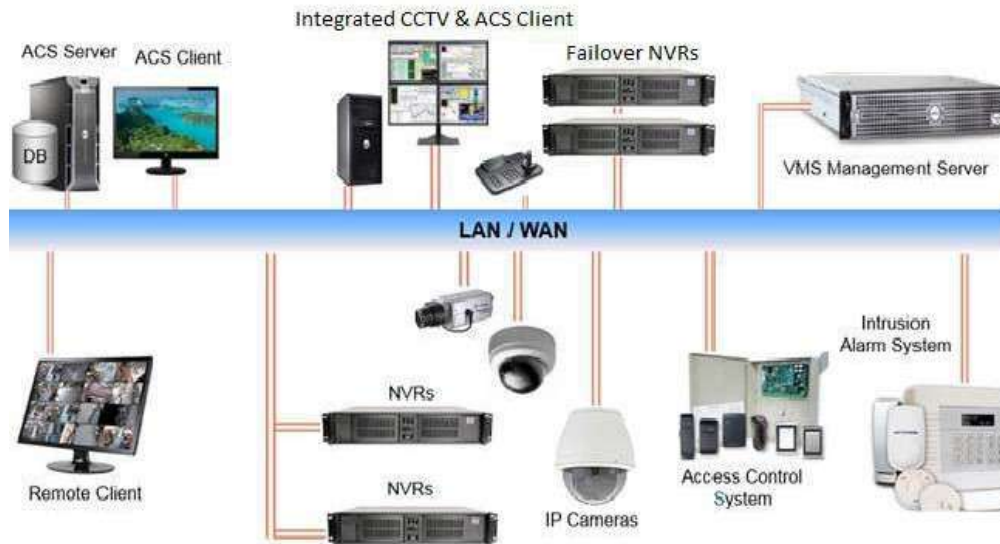 Integrated CCTV & ACS Client
ACS Server
ACS Client
Failover NVRs
DB
VMS Management Server
LAN / WAN
Intrusion
Alarm System
NVRs
Remote Client
NVRs
IP Cameras
Access Control
System